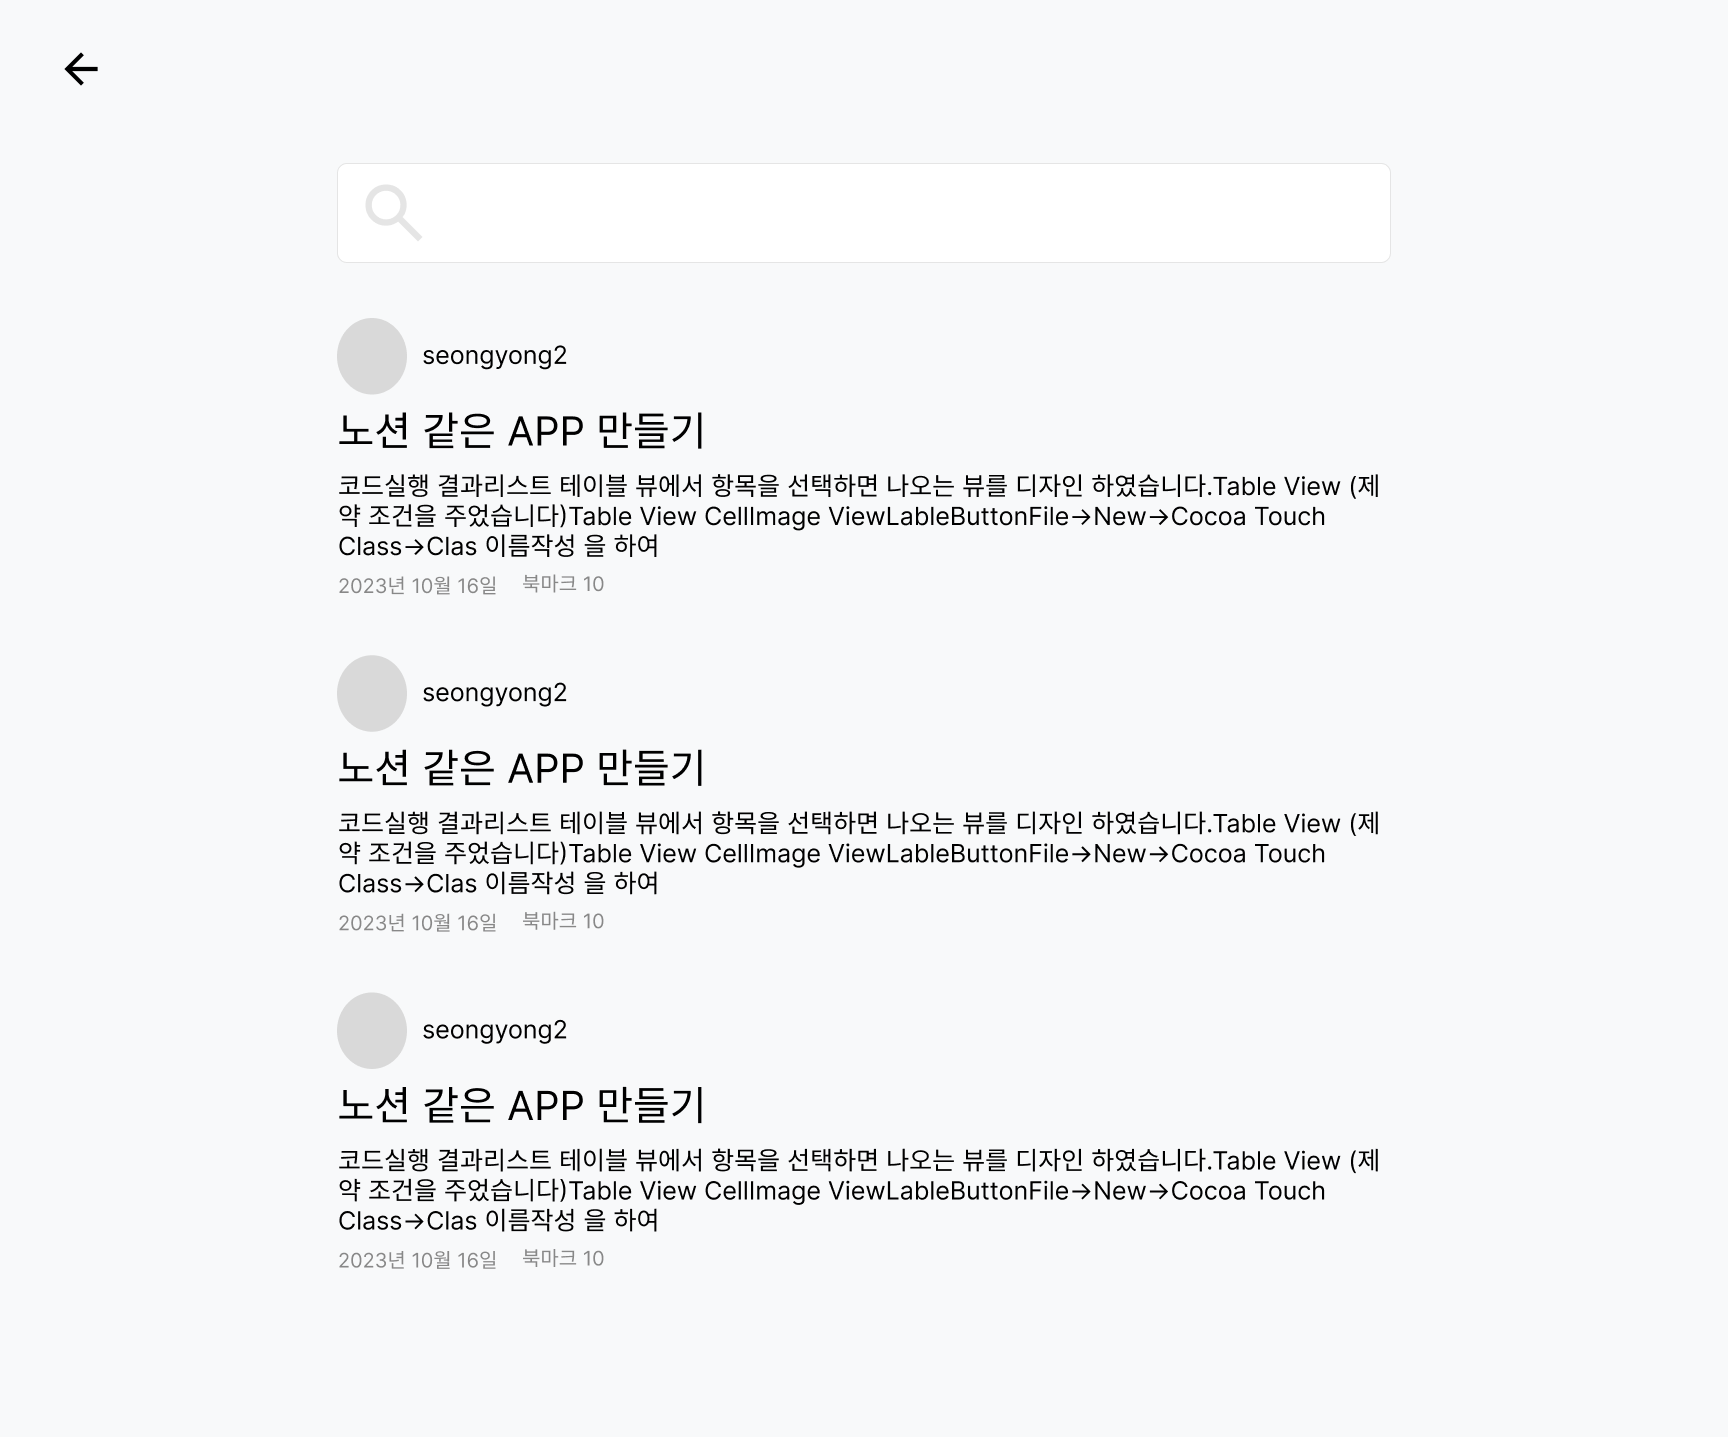 seongyong2
노션 같은 APP 만들기
코드실행 결과리스트 테이블 뷰에서 항목을 선택하면 나오는 뷰를 디자인 하였습니다.Table View (제
약 조건을 주었습니다)Table View CellImage ViewLableButtonFile→New→Cocoa Touch
Class→Clas 이름작성 을 하여
2023년 10월 16일 북마크 10
seongyong2
노션 같은 APP 만들기
코드실행 결과리스트 테이블 뷰에서 항목을 선택하면 나오는 뷰를 디자인 하였습니다.Table View (제
약 조건을 주었습니다)Table View CellImage ViewLableButtonFile→New→Cocoa Touch
Class→Clas 이름작성 을 하여
2023년 10월 16일 북마크 10
seongyong2
노션 같은 APP 만들기
코드실행 결과리스트 테이블 뷰에서 항목을 선택하면 나오는 뷰를 디자인 하였습니다.Table View (제
약 조건을 주었습니다)Table View CellImage ViewLableButtonFile→New→Cocoa Touch
Class→Clas 이름작성 을 하여
2023년 10월 16일 북마크 10